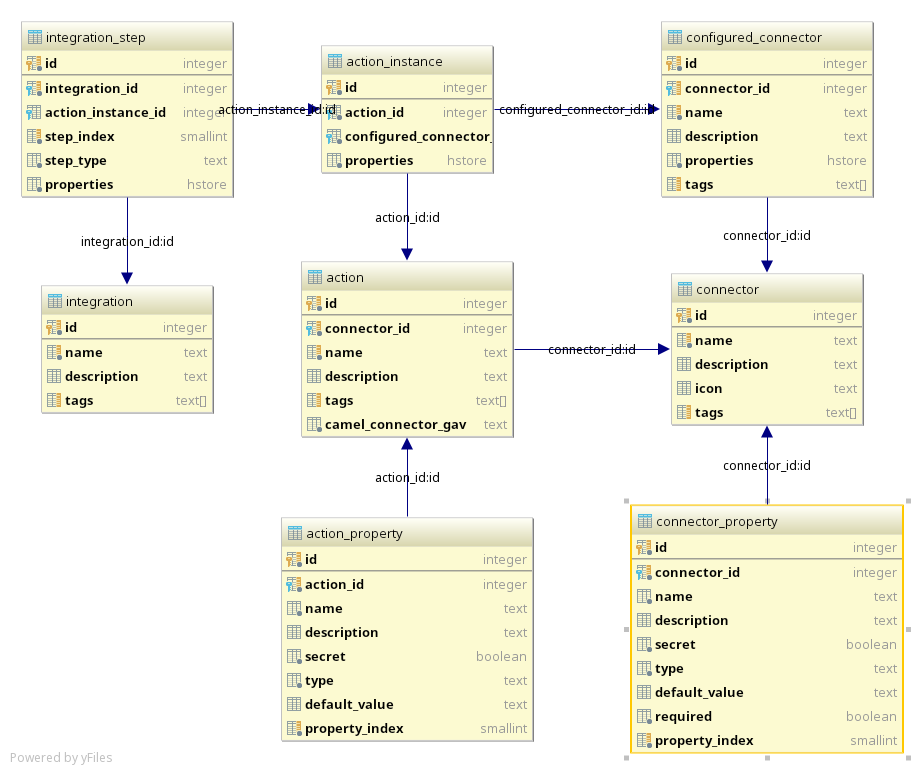 integration_step
id integer
integration_id integer
action_instance_id intege
step_index smallint
step_type text
properties hstore
action_instance_id:id
action_instance
id integer
action_id integer
configured_connector_
properties hstore
configured_connector_id:id
configured_connector
id integer
connector_id integer
name text
description text
properties hstore
tags text[]
integration_id:id
action_id:id
connector_id:id
integration
id integer
name text
description text
tags text[]
action
id integer
connector_id integer
name text
description text
tags text[]
camel_connector_gav text
connector_id:id
connector
id integer
name text
description text
icon text
tags text[]
action_id:id
connector_id:id
action_property
id integer
action_id integer
name text
description text
secret boolean
type text
default_value text
property_index smallint
connector_property
id integer
connector_id integer
name text
description text
secret boolean
type text
default_value text
required boolean
property_index smallint
Powered by yFiles